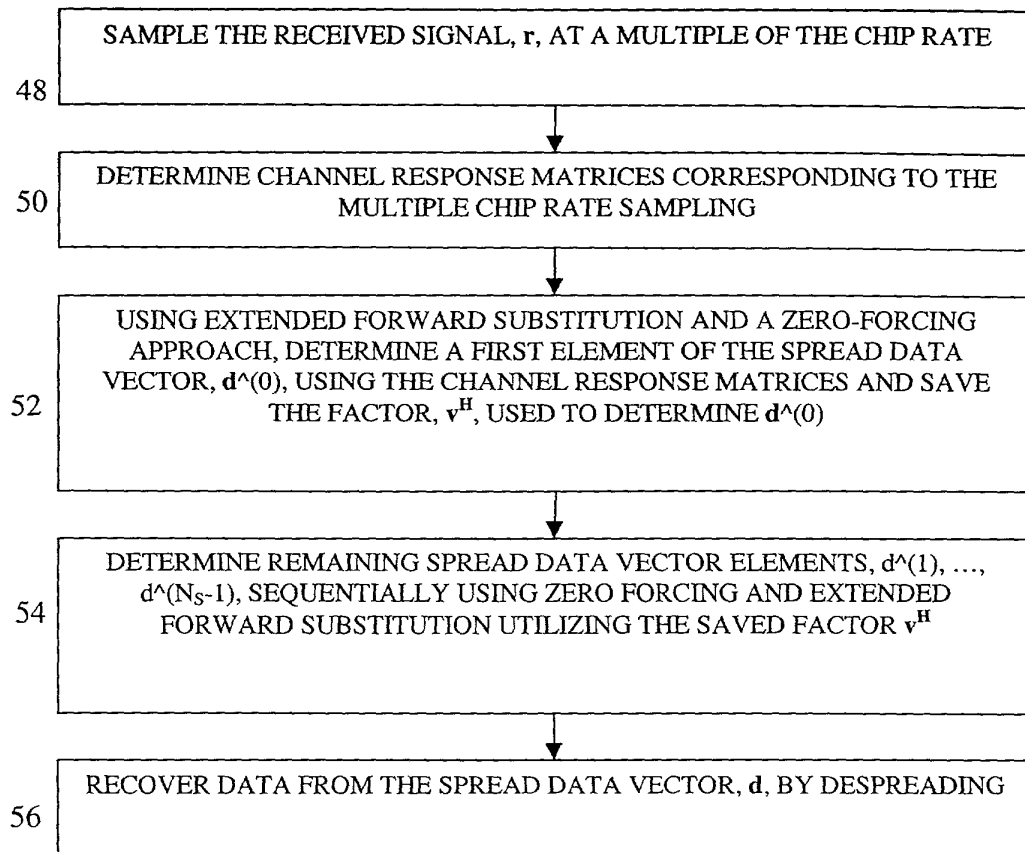 SAMPLE THE RECEIVED SIGNAL, r, AT A MULTIPLE OF THE CHIP RATE
48
DETERMINE CHANNEL RESPONSE MATRICES CORRESPONDING TO THE
MULTIPLE CHIP RATE SAMPLING
50
USING EXTENDED FORWARD SUBSTITUTION AND A ZERO-FORCING
APPROACH, DETERMINE A FIRST ELEMENT OF THE SPREAD DATA
VECTOR, d^(0), USING THE CHANNEL RESPONSE MATRICES AND SAVE
THE FACTOR, v^H, USED TO DETERMINE d^(0)
52
DETERMINE REMAINING SPREAD DATA VECTOR ELEMENTS, d^(1), …,
d^(N_S-1), SEQUENTIALLY USING ZERO FORCING AND EXTENDED
FORWARD SUBSTITUTION UTILIZING THE SAVED FACTOR v^H
54
RECOVER DATA FROM THE SPREAD DATA VECTOR, d, BY DESPREADING
56